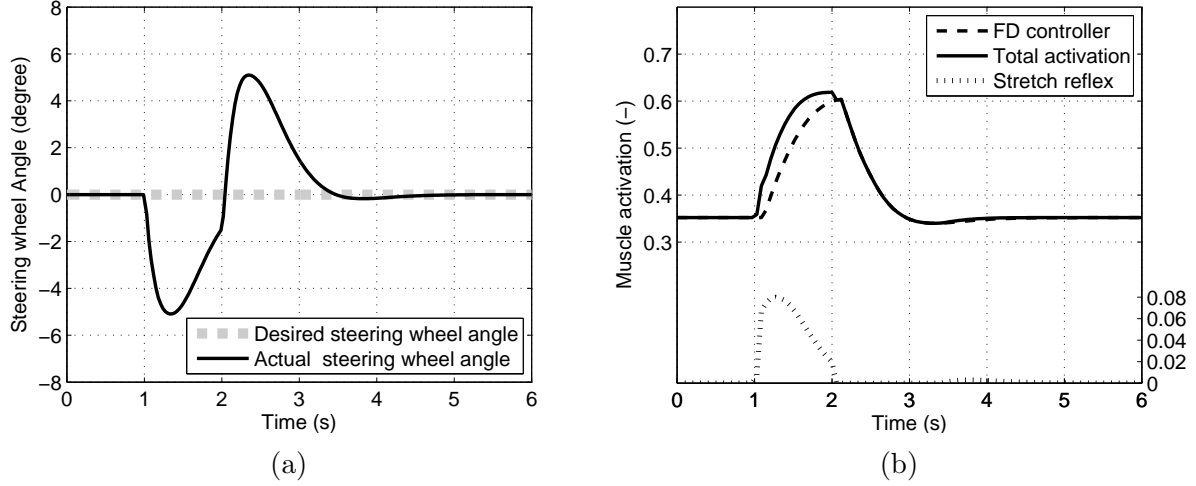 8
6
4
2
0
−2
−4
−6
−8
Steering wheel Angle (degree)
Desired steering wheel angle
Actual steering wheel angle
0 1 2 3 4 5 6
Time (s)
(a)
0.7
0.6
0.5
0.4
0.3
Muscle activation (−)
FD controller
Total activation
Stretch reflex
0.08
0.06
0.04
0.02
0
0 1 2 3 4 5 6
Time (s)
(b)